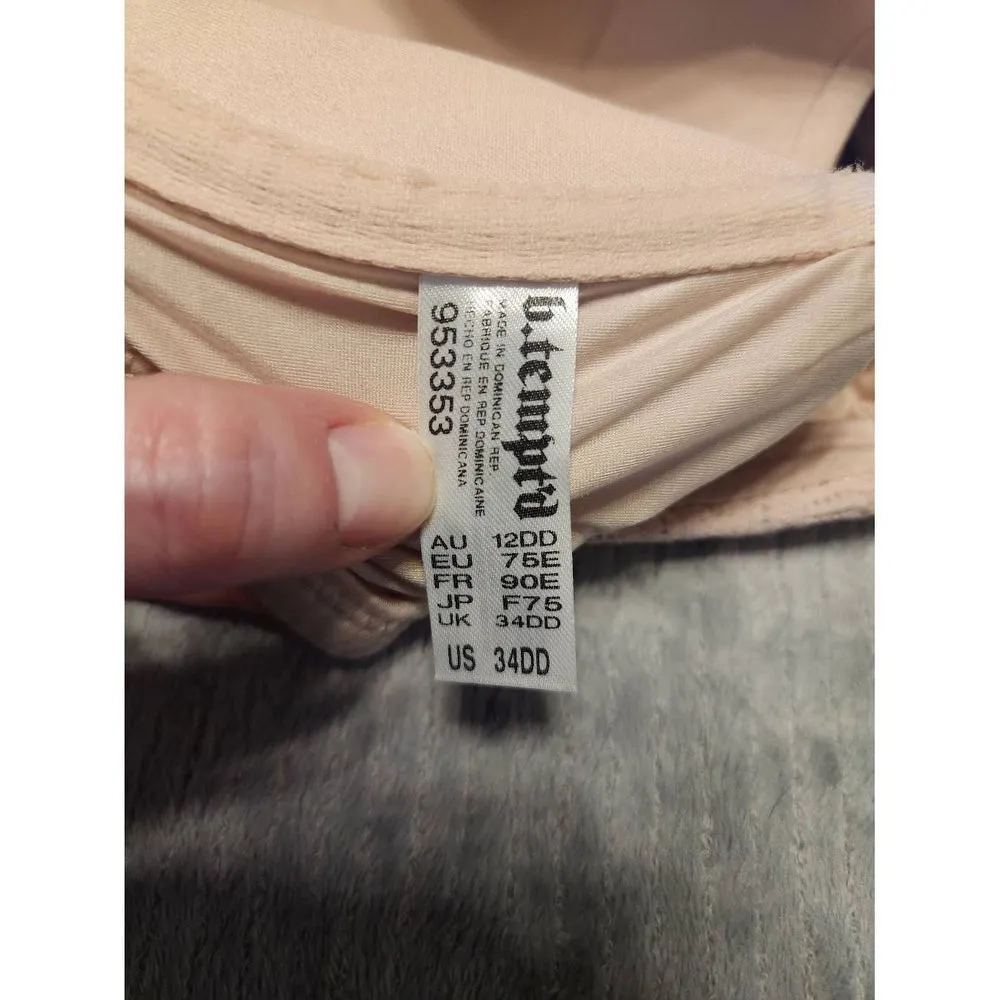 b.tempt'd
MADE IN DOMINICAN REP.
FABRIQUE EN REP. DOMINICAINE
HECHO EN REP DOMINICANA
953353
AU 12DD
EU 75E
FR 90E
JP F75
UK 34DD
US 34DD